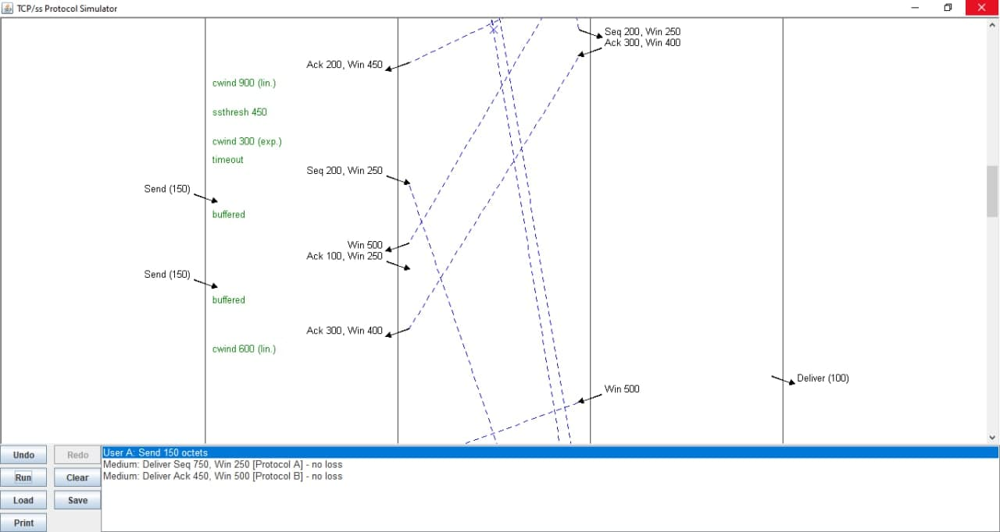 TCP/ss Protocol Simulator
Seq 200, Win 250
Ack 300, Win 400
Ack 200, Win 450
cwind 900 (lin.)
ssthresh 450
cwind 300 (exp.)
timeout
Seq 200, Win 250
Send (150)
buffered
Win 500
Ack 100, Win 250
Send (150)
buffered
Ack 300, Win 400
cwind 600 (lin.)
Deliver (100)
Win 500
Undo
Redo
User A: Send 150 octets
Medium: Deliver Seq 750, Win 250 [Protocol A] - no loss
Run
Clear
Medium: Deliver Ack 450, Win 500 [Protocol B] - no loss
Load
Save
Print